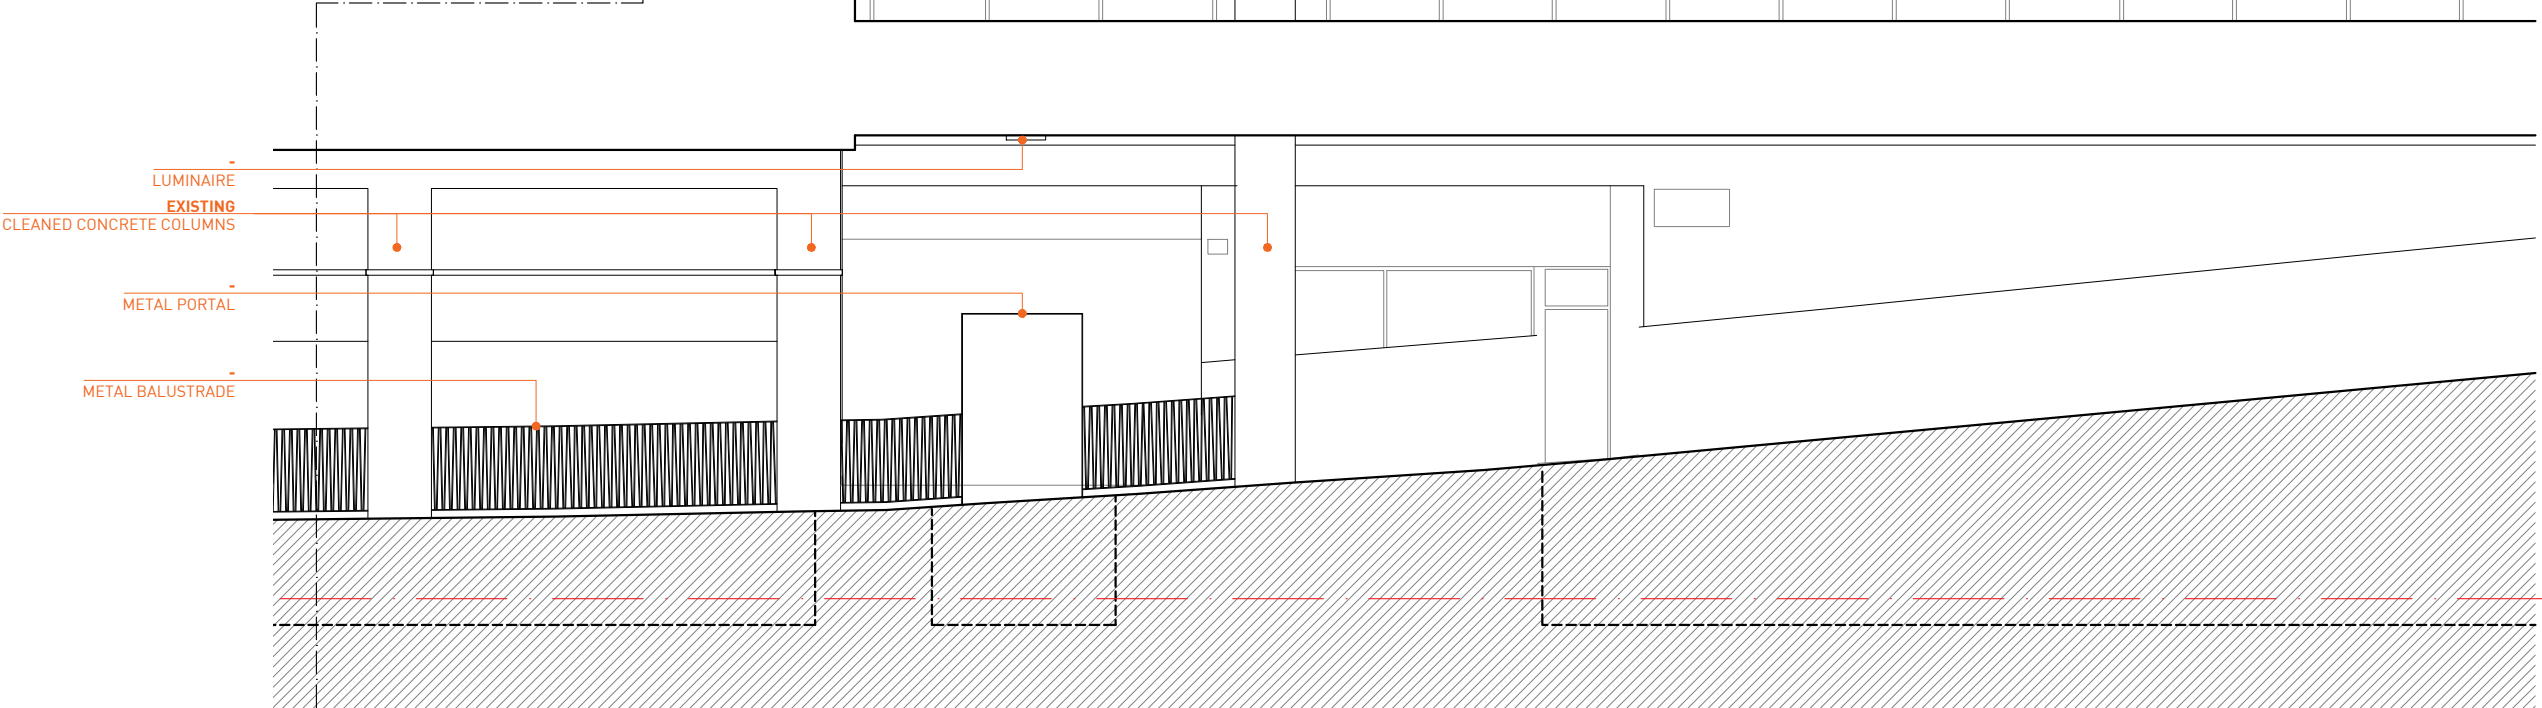 -
LUMINAIRE
EXISTING
CLEANED CONCRETE COLUMNS
-
METAL PORTAL
-
METAL BALUSTRADE